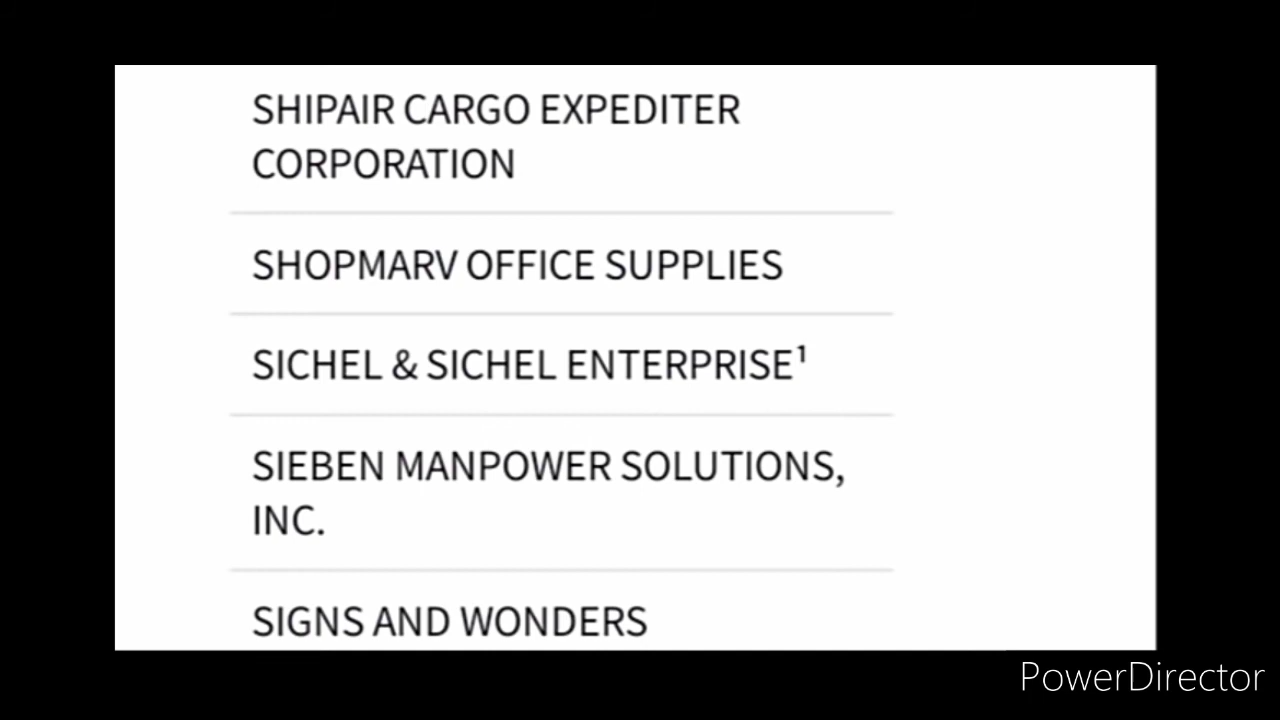 SHIPAIR CARGO EXPEDITER
CORPORATION
SHOPMARV OFFICE SUPPLIES
SICHEL & SICHEL ENTERPRISE¹
SIEBEN MANPOWER SOLUTIONS,
INC.
SIGNS AND WONDERS
PowerDirector